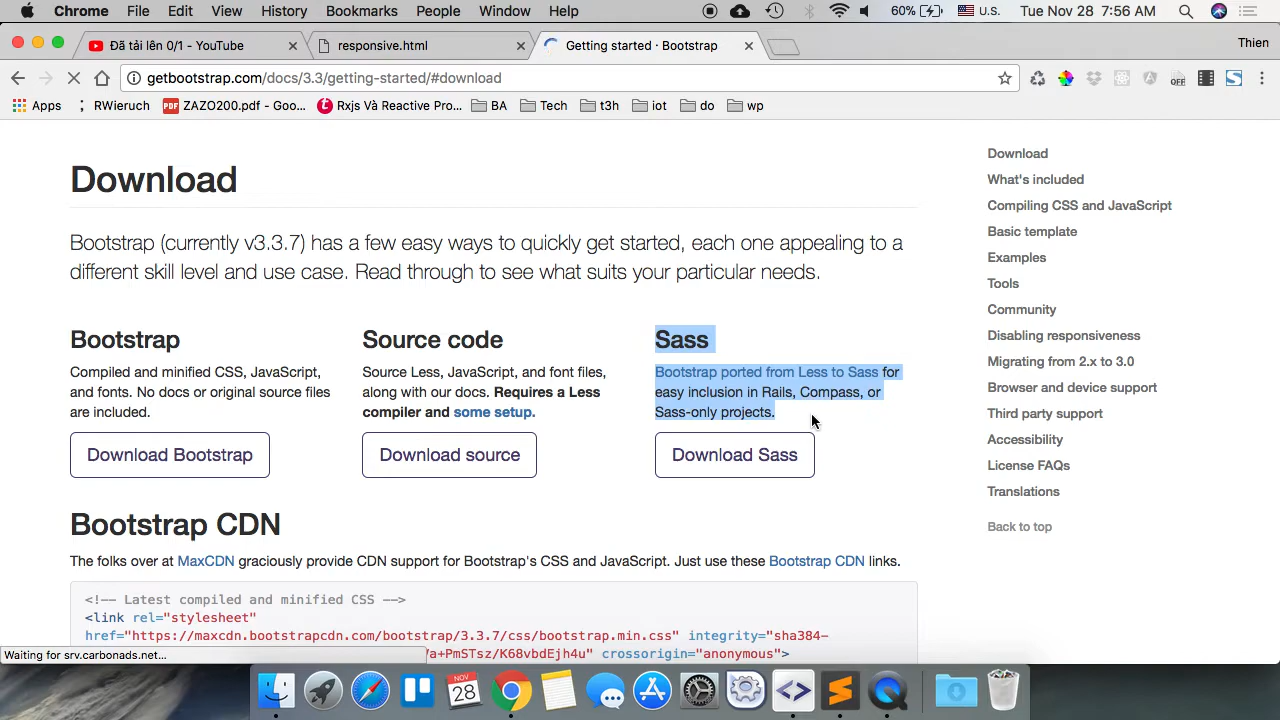 Chrome File Edit View History Bookmarks People Window Help 60% U.S. Tue Nov 28 7:56 AM
Đã tải lên 0/1 - YouTube responsive.html Getting started · Bootstrap Thien
getbootstrap.com/docs/3.3/getting-started/#download
Apps RWieruch ZAZO200.pdf - Goo... Rxjs Và Reactive Pro... BA Tech t3h iot do wp
Download
Bootstrap (currently v3.3.7) has a few easy ways to quickly get started, each one appealing to a
different skill level and use case. Read through to see what suits your particular needs.
Bootstrap
Compiled and minified CSS, JavaScript,
and fonts. No docs or original source files
are included.
Download Bootstrap
Source code
Source Less, JavaScript, and font files,
along with our docs. Requires a Less
compiler and some setup.
Download source
Sass
Bootstrap ported from Less to Sass for
easy inclusion in Rails, Compass, or
Sass-only projects.
Download Sass
Bootstrap CDN
The folks over at MaxCDN graciously provide CDN support for Bootstrap's CSS and JavaScript. Just use these Bootstrap CDN links.
<!-- Latest compiled and minified CSS -->
<link rel="stylesheet"
href="https://maxcdn.bootstrapcdn.com/bootstrap/3.3.7/css/bootstrap.min.css" integrity="sha384-
a+PmSTsz/K68vbdEjh4u" crossorigin="anonymous">
Download
What's included
Compiling CSS and JavaScript
Basic template
Examples
Tools
Community
Disabling responsiveness
Migrating from 2.x to 3.0
Browser and device support
Third party support
Accessibility
License FAQs
Translations
Back to top
Waiting for srv.carbonads.net...
NOV
28